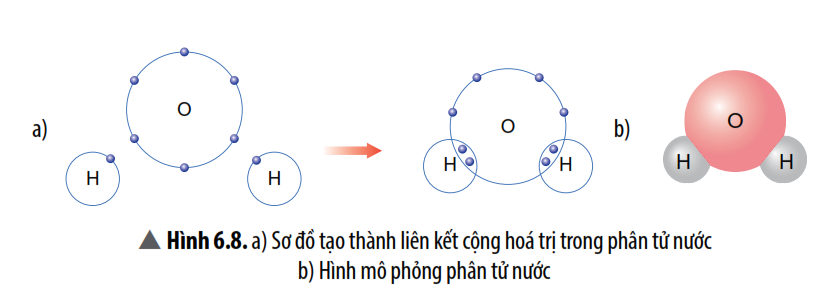 a)
O
H
H
O
H
H
b)
O
H
H
▲ Hình 6.8. a) Sơ đồ tạo thành liên kết cộng hoá trị trong phân tử nước
b) Hình mô phỏng phân tử nước